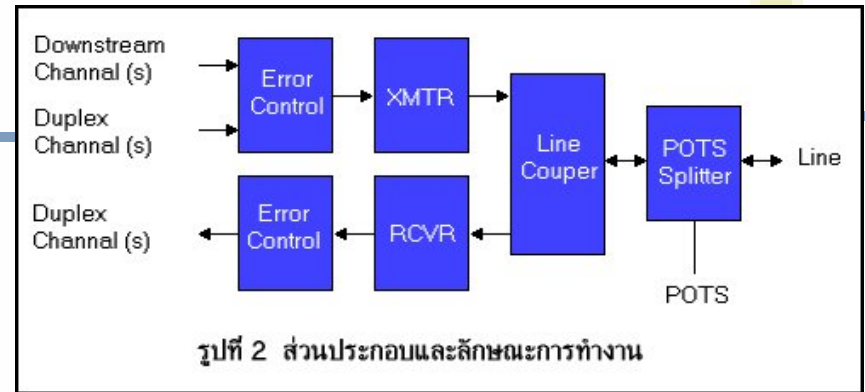 Downstream
Channal (s)
Duplex
Channal (s)
Error
Control
XMTR
Line
Couper
POTS
Splitter
Line
Duplex
Channal (s)
Error
Control
RCVR
POTS
รูปที่ 2 ส่วนประกอบและลักษณะการทำงาน